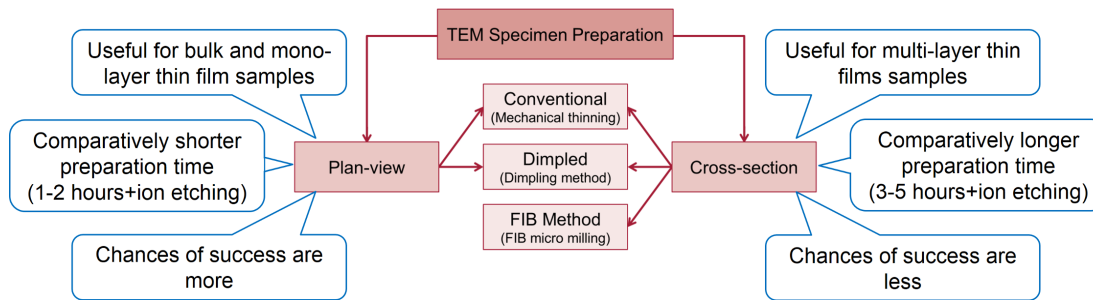 TEM Specimen Preparation
Useful for bulk and mono-
layer thin film samples
Useful for multi-layer thin
films samples
Conventional
(Mechanical thinning)
Comparatively shorter
preparation time
(1-2 hours+ion etching)
Plan-view
Dimpled
(Dimpling method)
Cross-section
Comparatively longer
preparation time
(3-5 hours+ion etching)
FIB Method
(FIB micro milling)
Chances of success are
more
Chances of success are
less